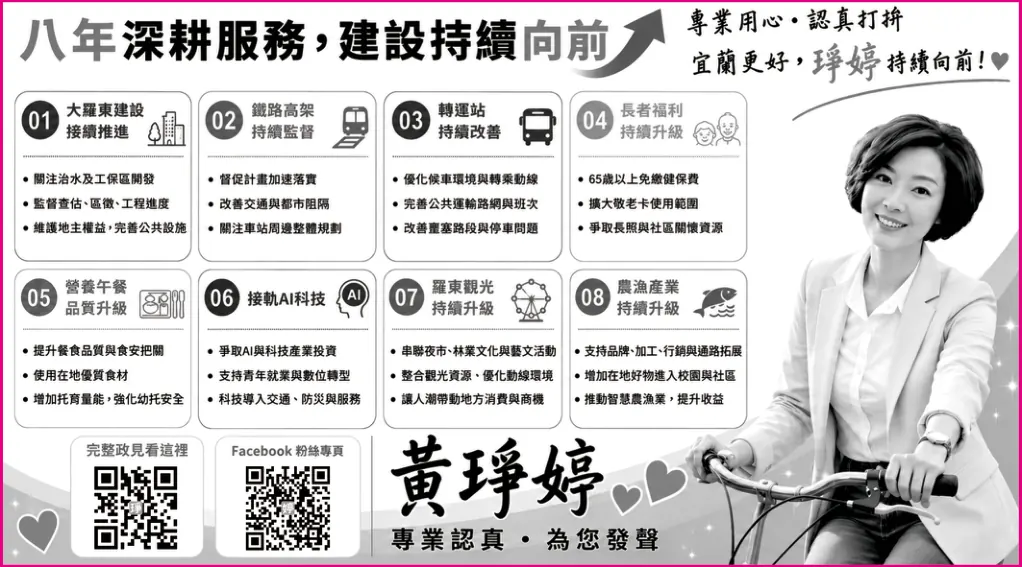 八年深耕服務，建設持續向前
專業用心·認真打拚
宜蘭更好，琤婷持續向前！
01
大羅東建設
接續推進
• 關注治水及工保區開發
• 監督查估、區徵、工程進度
• 維護地主權益，完善公共設施
02
鐵路高架
持續監督
• 督促計畫加速落實
• 改善交通與都市阻隔
• 關注車站周邊整體規劃
03
轉運站
持續改善
• 優化候車環境與轉乘動線
• 完善公共運輸路網與班次
• 改善壅塞路段與停車問題
04
長者福利
持續升級
• 65歲以上免繳健保費
• 擴大敬老卡使用範圍
• 爭取長照與社區關懷資源
05
營養午餐
品質升級
• 提升餐食品質與食安把關
• 使用在地優質食材
• 增加托育量能，強化幼托安全
06
接軌AI科技
AI
• 爭取AI與科技產業投資
• 支持青年就業與數位轉型
• 科技導入交通、防災與服務
07
羅東觀光
持續升級
• 串聯夜市、林業文化與藝文活動
• 整合觀光資源、優化動線環境
• 讓人潮帶動地方消費與商機
08
農漁產業
持續升級
• 支持品牌、加工、行銷與通路拓展
• 增加在地好物進入校園與社區
• 推動智慧農漁業，提升收益
完整政見看這裡
Facebook 粉絲專頁
黃琤婷
專業認真·為您發聲